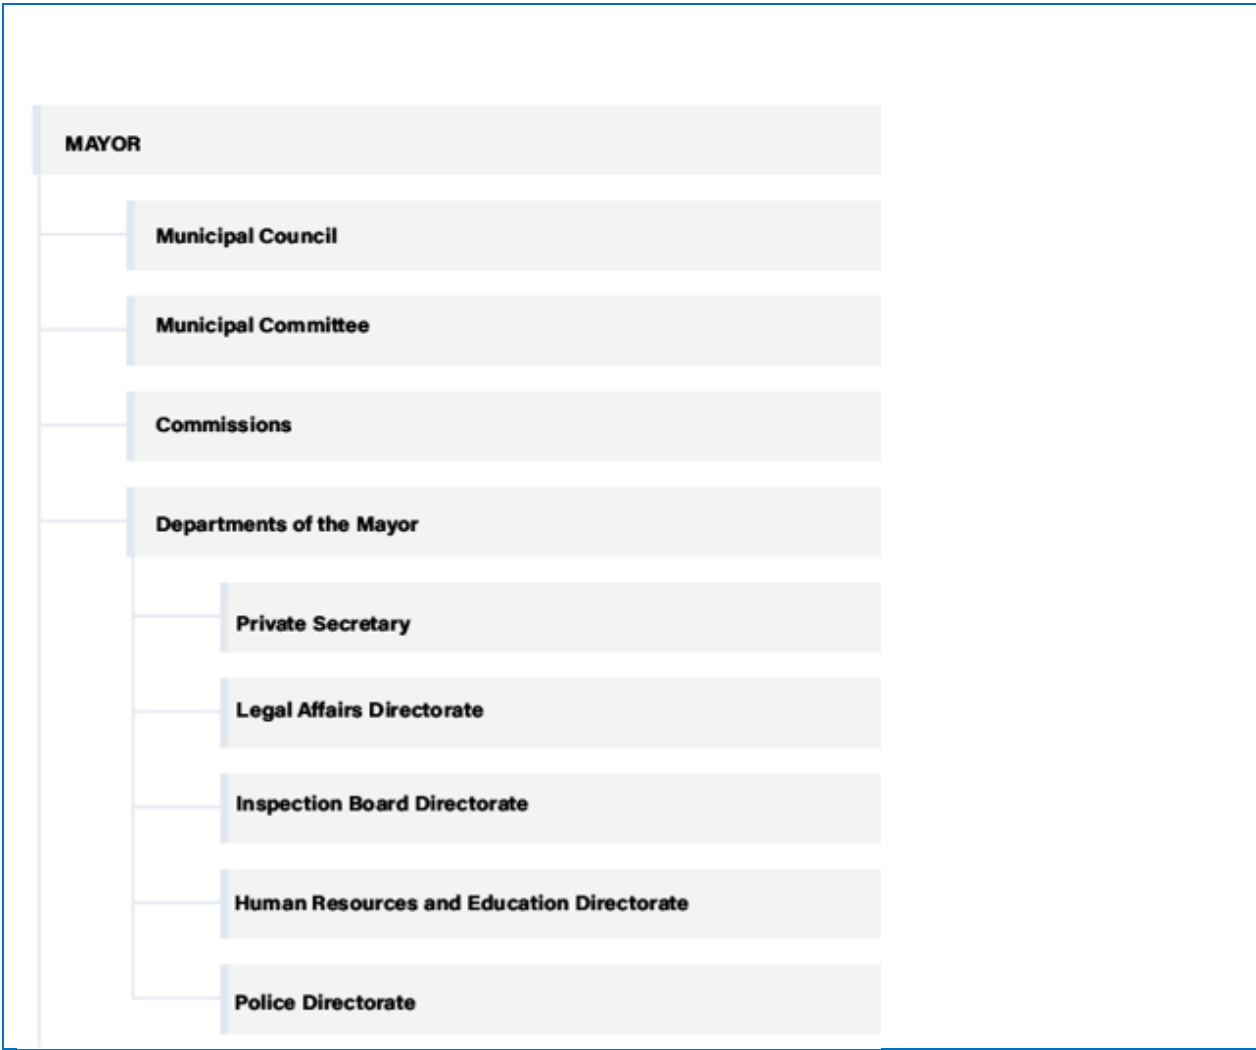 MAYOR
Municipal Council
Municipal Committee
Commissions
Departments of the Mayor
Private Secretary
Legal Affairs Directorate
Inspection Board Directorate
Human Resources and Education Directorate
Police Directorate